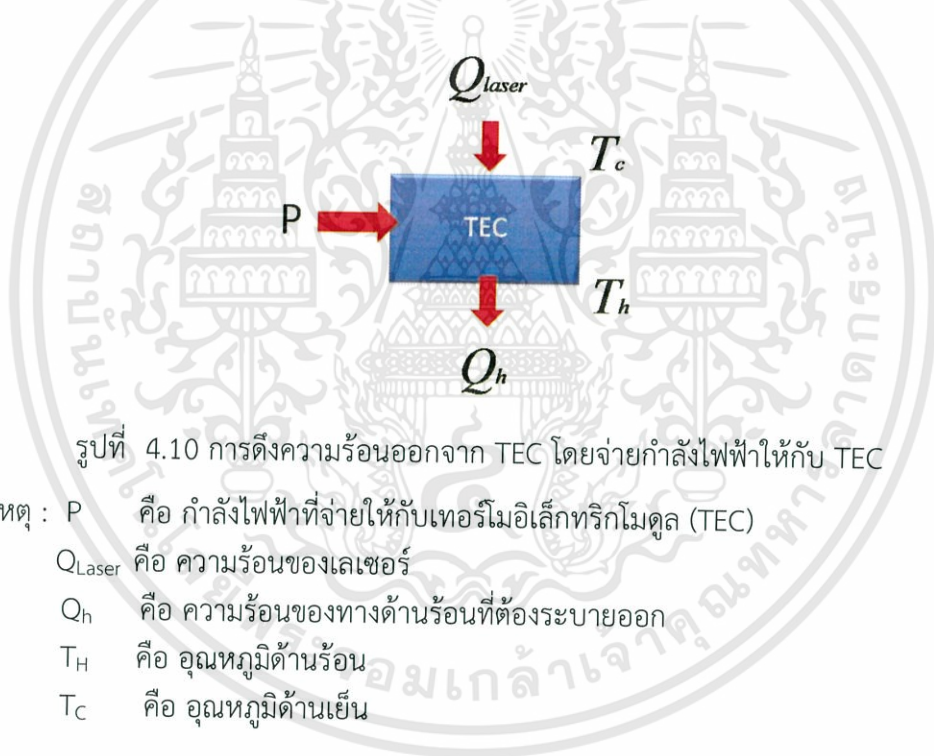 Qlaser
Tc
P
TEC
Th
Qh
รูปที่ 4.10 การดึงความร้อนออกจาก TEC โดยจ่ายกำลังไฟฟ้าให้กับ TEC
หตุ : P คือ กำลังไฟฟ้าที่จ่ายให้กับเทอร์โมอิเล็กทริกโมดูล (TEC)
QLaser คือ ความร้อนของเลเซอร์
Qh คือ ความร้อนของทางด้านร้อนที่ต้องระบายออก
TH คือ อุณหภูมิด้านร้อน
TC คือ อุณหภูมิด้านเย็น